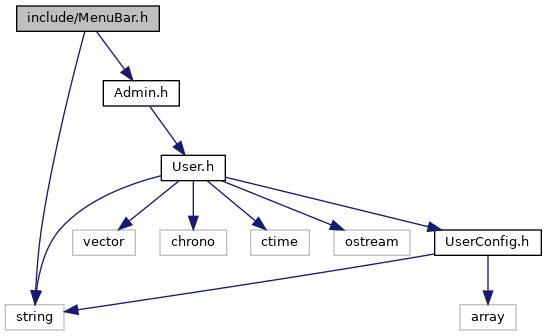 include/MenuBar.h
Admin.h
User.h
vector
chrono
ctime
ostream
UserConfig.h
string
array